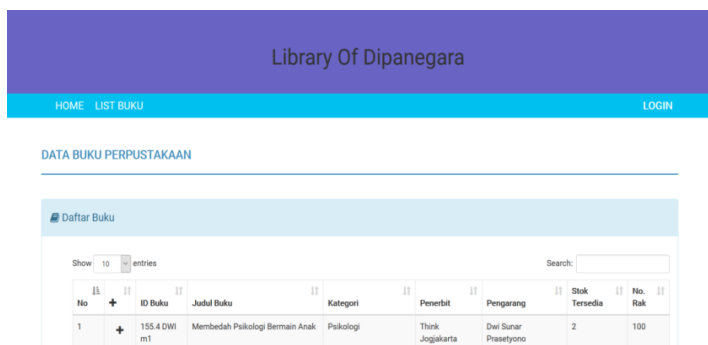 Library Of Dipanegara
HOME LIST BUKU LOGIN
DATA BUKU PERPUSTAKAAN
Daftar Buku
Show 10 entries Search:
No + ID Buku Judul Buku Kategori Penerbit Pengarang Stok Tersedia No. Rak
1 + 155.4 DWI m1 Membedah Psikologi Bermain Anak Psikologi Think Jogjakarta Dwi Sunar Prasetyono 2 100